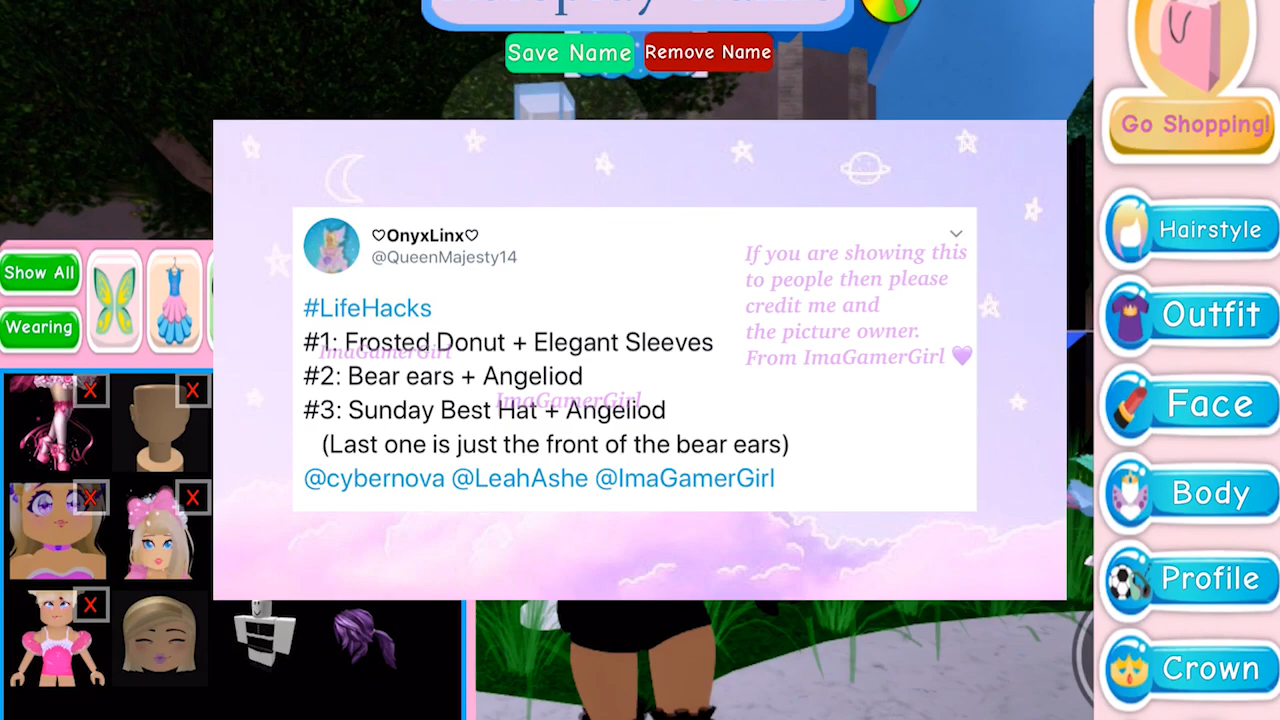 Roleplay Name
Save Name
Remove Name
Go Shopping!
Show All
Wearing
Hairstyle
Outfit
Face
Body
Profile
Crown
♡OnyxLinx♡
@QueenMajesty14
#LifeHacks
#1: Frosted Donut + Elegant Sleeves
#2: Bear ears + Angeliod
#3: Sunday Best Hat + Angeliod
(Last one is just the front of the bear ears)
@cybernova @LeahAshe @ImaGamerGirl
If you are showing this
to people then please
credit me and
the picture owner.
From ImaGamerGirl 💜
ImaGamerGirl
ImaGamerGirl
X
X
X
X
X